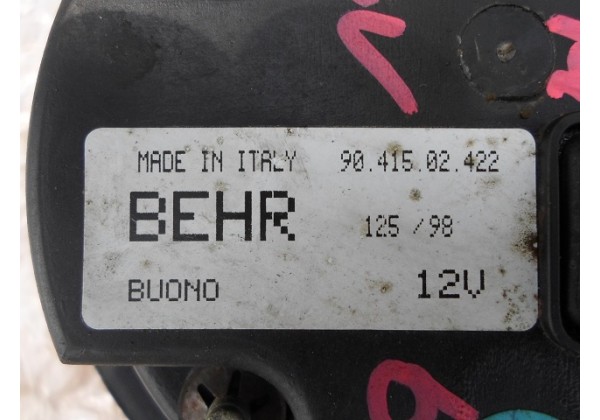 MADE IN ITALY 90.415.02.422
BEHR 125 /98
BUONO 12V